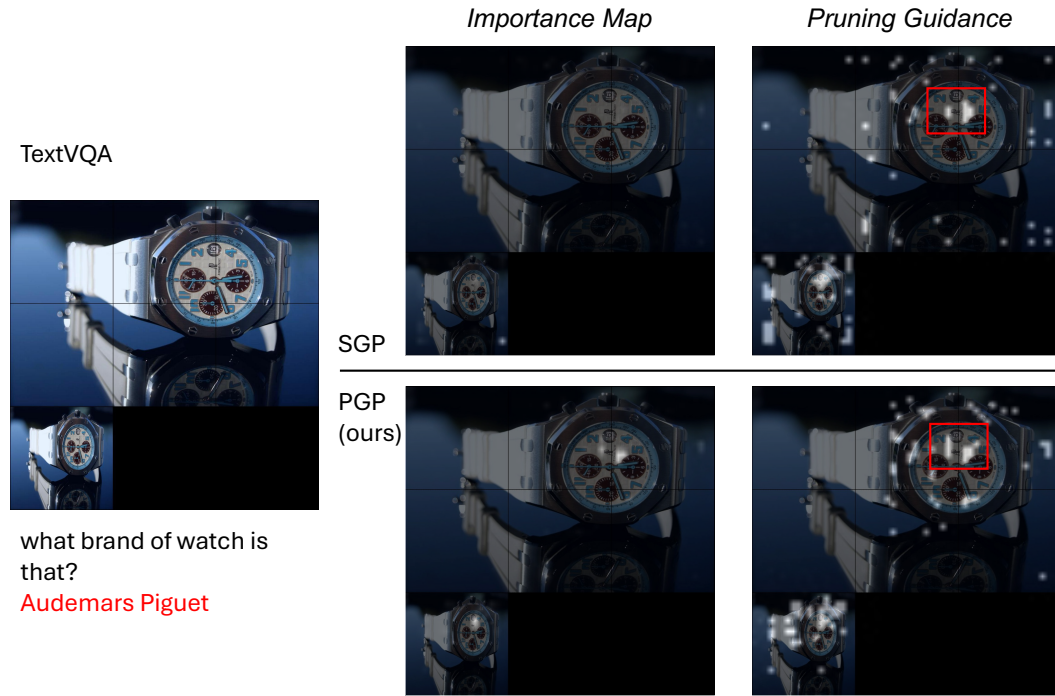 Importance Map
Pruning Guidance
TextVQA
SGP
PGP
(ours)
what brand of watch is
that?
Audemars Piguet